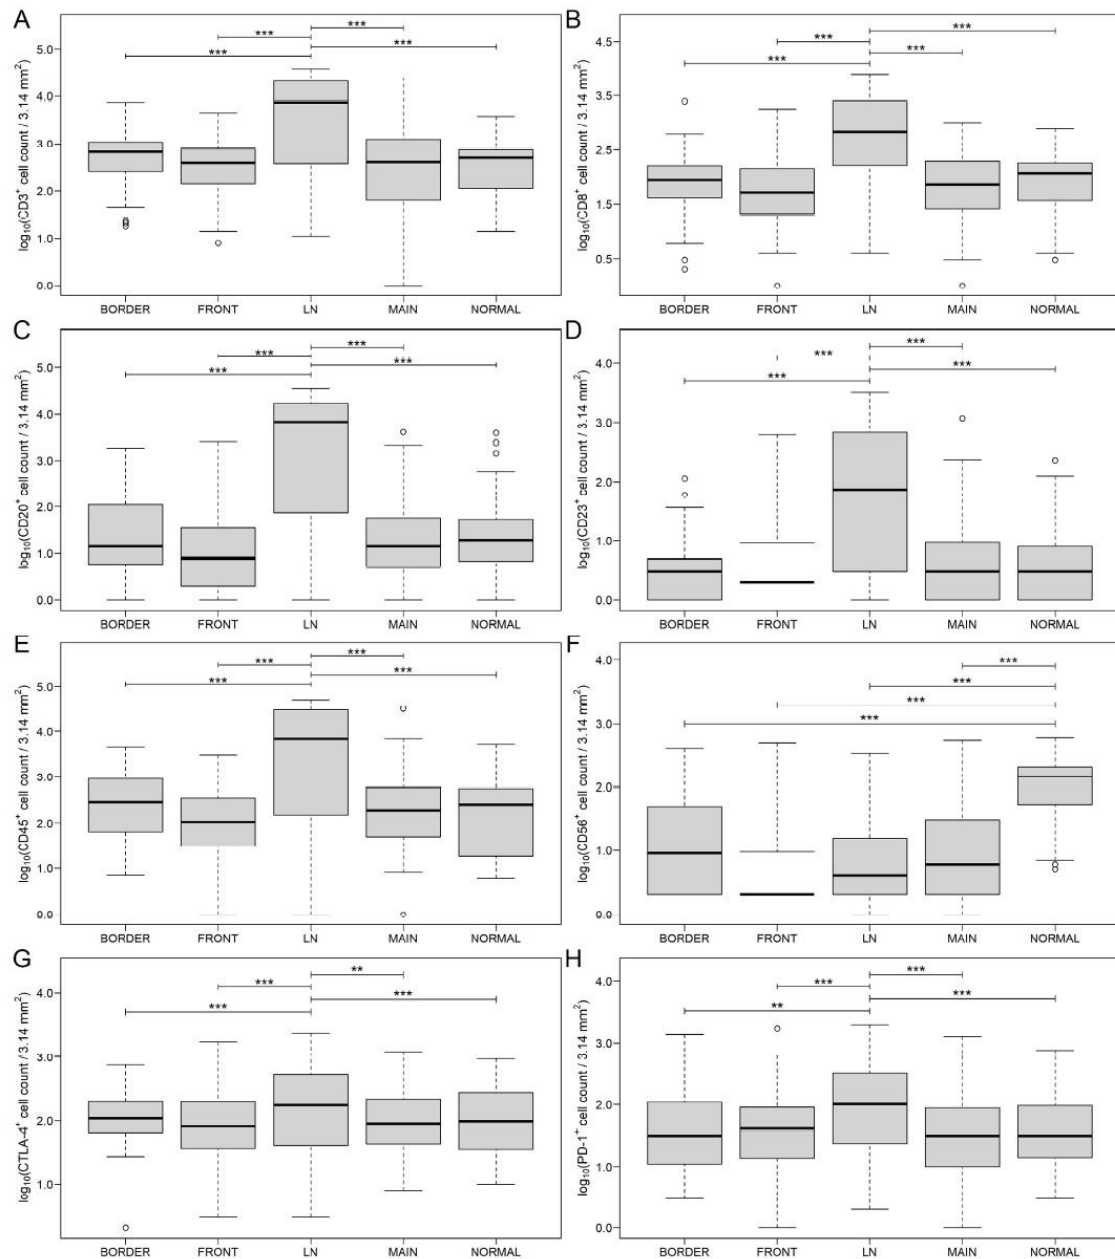 A
log10(CD3+ cell count / 3.14 mm2)
5.0
4.0
3.0
2.0
1.0
0.0
*** *** *** ***
BORDER FRONT LN MAIN NORMAL
B
log10(CD8+ cell count / 3.14 mm2)
4.5
3.5
2.5
1.5
0.5
*** *** *** ***
BORDER FRONT LN MAIN NORMAL
C
log10(CD20+ cell count / 3.14 mm2)
5.0
4.0
3.0
2.0
1.0
0.0
*** *** *** ***
BORDER FRONT LN MAIN NORMAL
D
log10(CD23+ cell count / 3.14 mm2)
4.0
3.0
2.0
1.0
0.0
*** *** *** ***
BORDER FRONT LN MAIN NORMAL
E
log10(CD45+ cell count / 3.14 mm2)
5.0
4.0
3.0
2.0
1.0
0.0
*** *** *** ***
BORDER FRONT LN MAIN NORMAL
F
log10(CD56+ cell count / 3.14 mm2)
4.0
3.0
2.0
1.0
0.0
*** *** *** ***
BORDER FRONT LN MAIN NORMAL
G
log10(CTLA-4+ cell count / 3.14 mm2)
4.0
3.0
2.0
1.0
** *** *** ***
BORDER FRONT LN MAIN NORMAL
H
log10(PD-1+ cell count / 3.14 mm2)
4.0
3.0
2.0
1.0
0.0
*** *** *** **
BORDER FRONT LN MAIN NORMAL